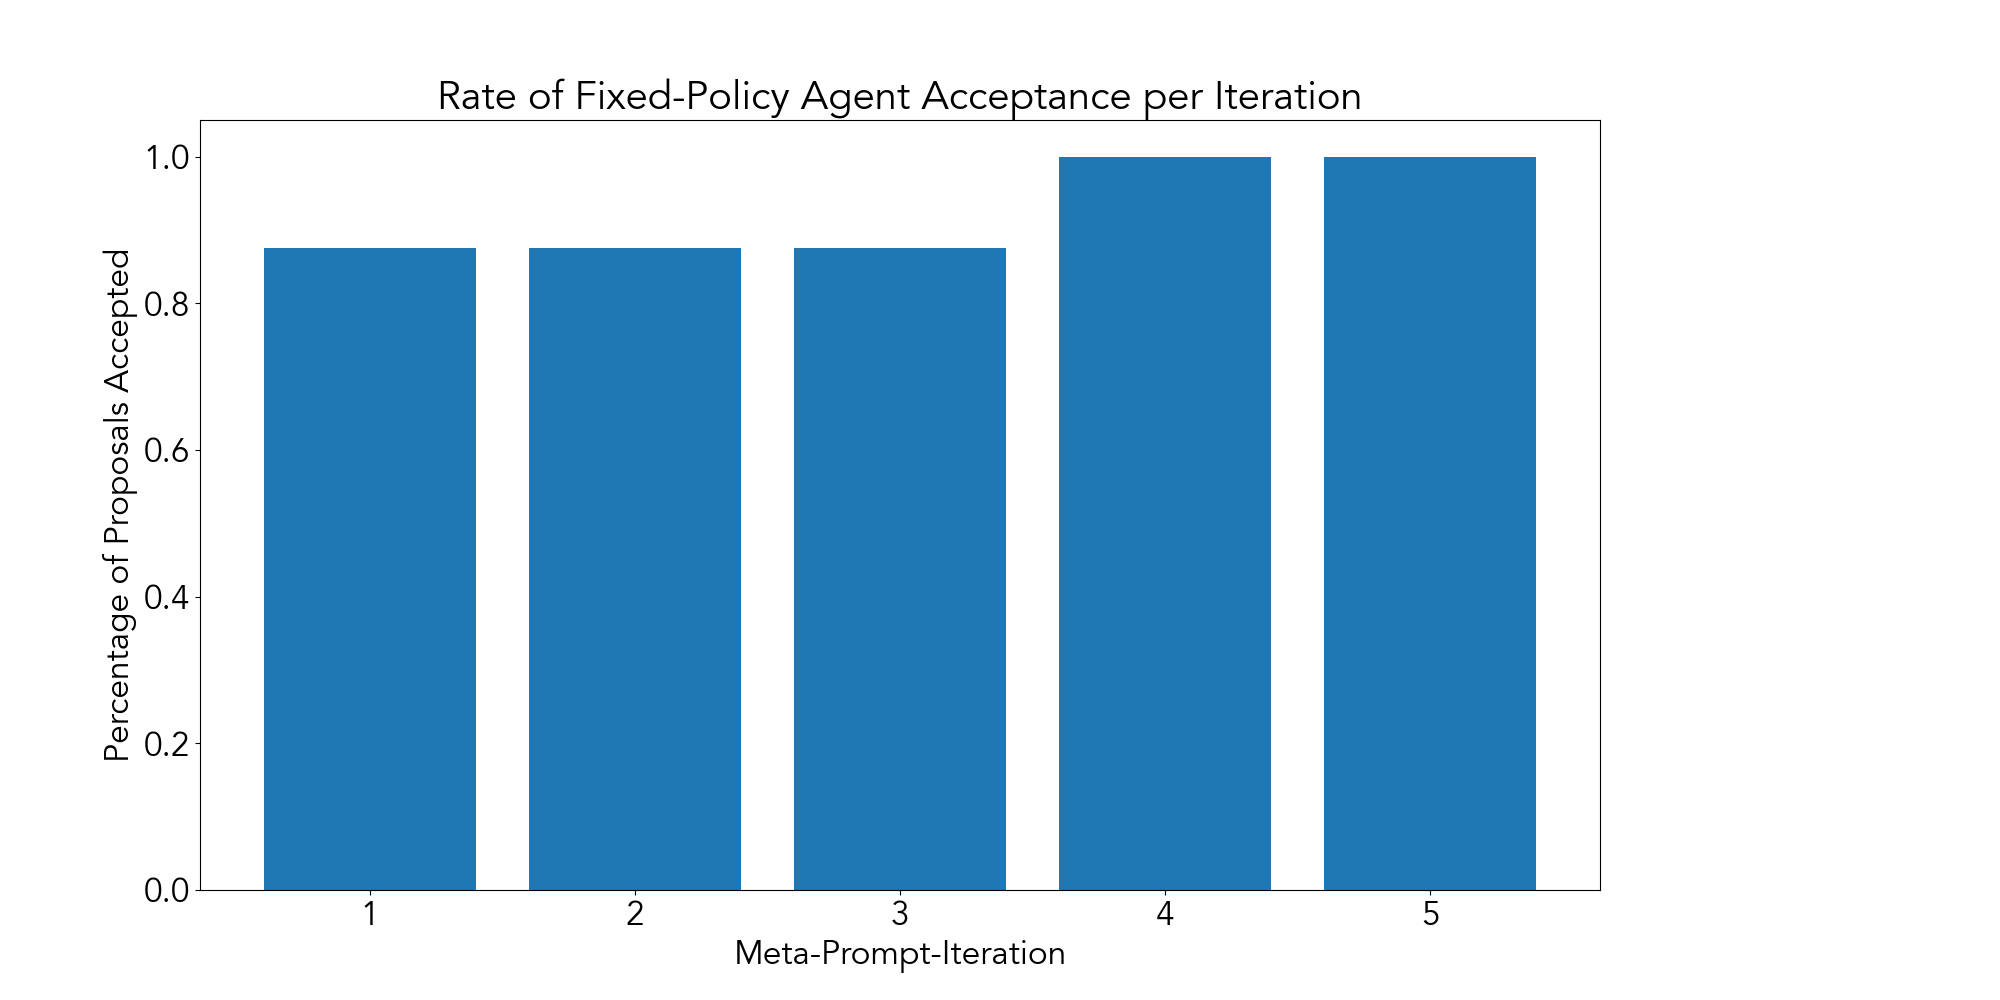 Rate of Fixed-Policy Agent Acceptance per Iteration
Percentage of Proposals Accepted
1.0
0.8
0.6
0.4
0.2
0.0
1 2 3 4 5
Meta-Prompt-Iteration